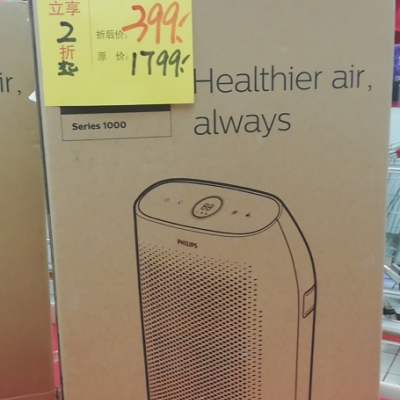 立享
2
折
折后价: 399.
原 价: 1799.
ir,
Healthier air,
always
Series 1000
PHILIPS